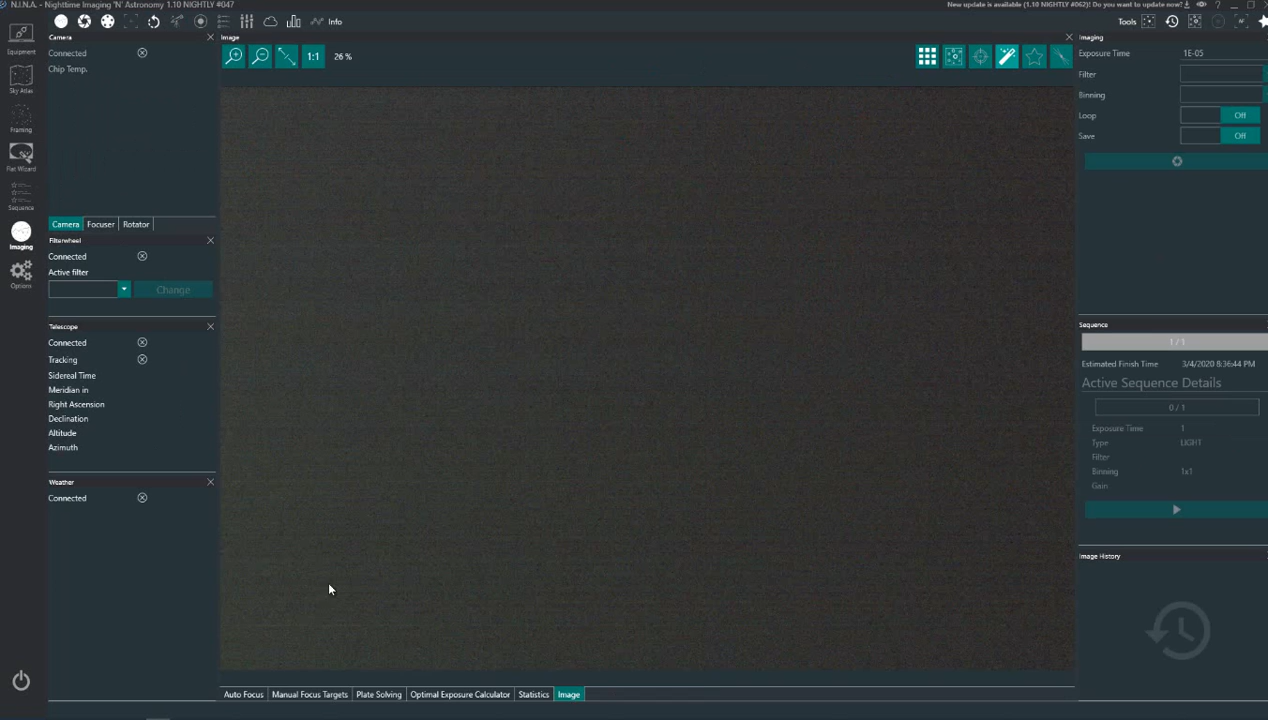 N.I.N.A. - Nighttime Imaging 'N' Astronomy 1.10 NIGHTLY #047
New update is available (1.10 NIGHTLY #062)! Do you want to update now?
Info
Tools
Equipment
Sky Atlas
Framing
Flat Wizard
Sequence
Imaging
Options
Camera
Connected
Chip Temp.
Camera Focuser Rotator
Filterwheel
Connected
Active filter
Change
Telescope
Connected
Tracking
Sidereal Time
Meridian in
Right Ascension
Declination
Altitude
Azimuth
Weather
Connected
Image
1:1 26 %
Auto Focus Manual Focus Targets Plate Solving Optimal Exposure Calculator Statistics Image
Imaging
Exposure Time 1E-05
Filter
Binning
Loop Off
Save Off
Sequence
1 / 1
Estimated Finish Time 3/4/2020 8:36:44 PM
Active Sequence Details
0 / 1
Exposure Time 1
Type LIGHT
Filter
Binning 1x1
Gain
Image History